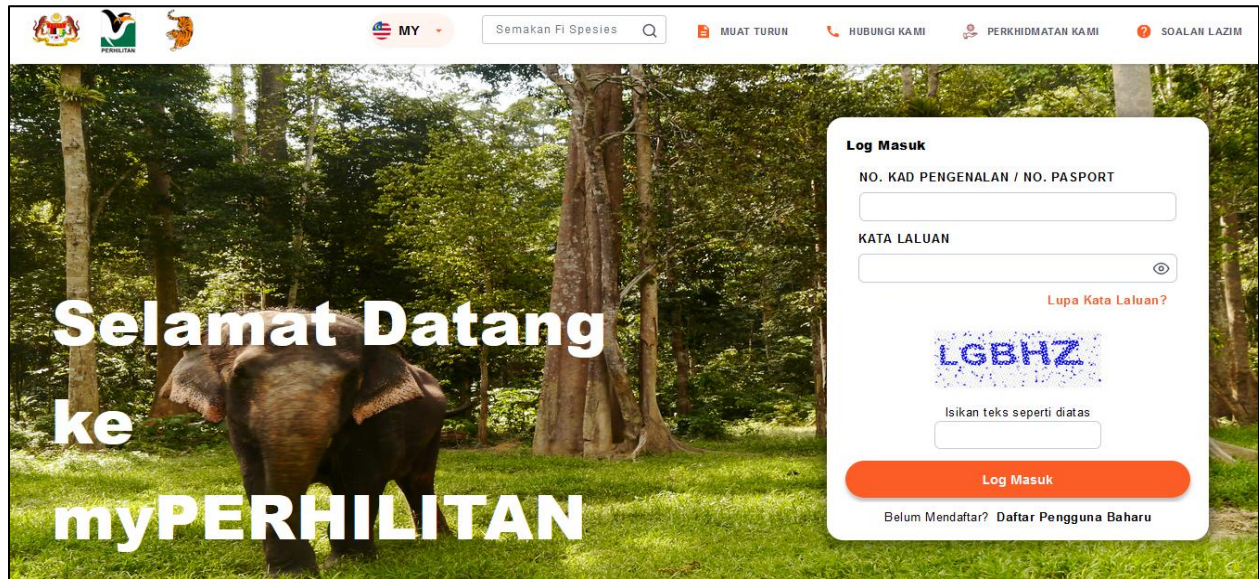 PERHILITAN
MY
Semakan Fi Spesies
MUAT TURUN
HUBUNGI KAMI
PERKHIDMATAN KAMI
SOALAN LAZIM
Selamat Datang
ke
myPERHILITAN
Log Masuk
NO. KAD PENGENALAN / NO. PASPORT
KATA LALUAN
Lupa Kata Laluan?
LGBHZ
Isikan teks seperti diatas
Log Masuk
Belum Mendaftar? Daftar Pengguna Baharu